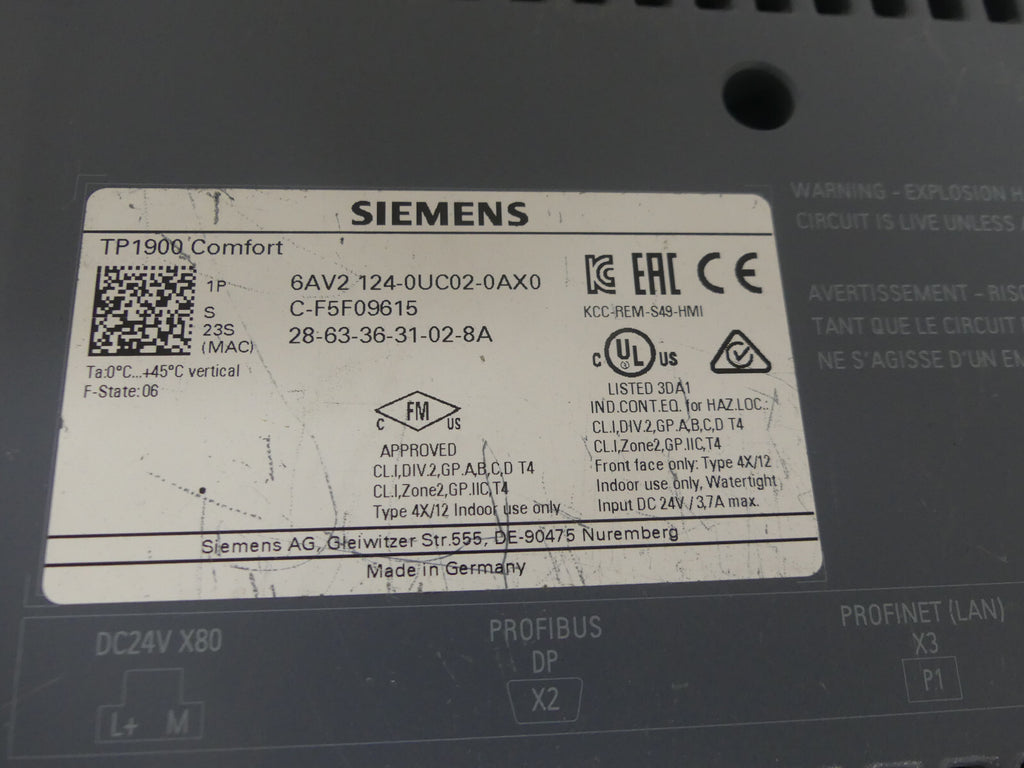 SIEMENS
TP1900 Comfort
1P 6AV2 124-0UC02-0AX0
S C-F5F09615
23S 28-63-36-31-02-8A
(MAC)
Ta:0°C...+45°C vertical
F-State: 06
KCC-REM-S49-HMI
EAC CE
C UL US
LISTED 3DA1
IND.CONT.EQ. for HAZ.LOC.:
CL.I,DIV.2,GP.A,B,C,D T4
CL.I,Zone2,GP.IIC,T4
Front face only: Type 4X/12
Indoor use only, Watertight
Input DC 24V / 3,7A max.
C FM US
APPROVED
CL.I,DIV.2,GP.A,B,C,D T4
CL.I,Zone2,GP.IIC,T4
Type 4X/12 Indoor use only
Siemens AG, Gleiwitzer Str.555, DE-90475 Nuremberg
Made in Germany
WARNING - EXPLOSION
CIRCUIT IS LIVE UNLESS
AVERTISSEMENT -
TANT QUE LE CIRCUIT
NE S'AGISSE D'UN
DC24V X80
L+ M
PROFIBUS
DP
X2
PROFINET (LAN)
X3
P1